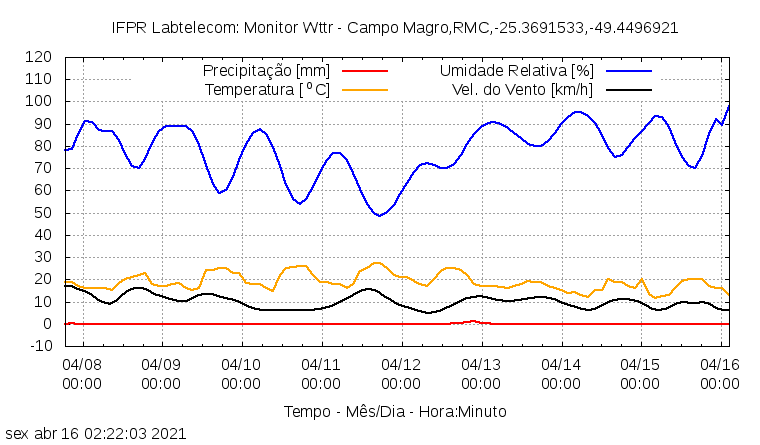 IFPR Labtelecom: Monitor Wttr - Campo Magro,RMC,-25.3691533,-49.4496921
120
110
100
90
80
70
60
50
40
30
20
10
0
-10
Precipitação [mm]
Umidade Relativa [%]
Temperatura [⁰C]
Vel. do Vento [km/h]
04/08 04/09 04/10 04/11 04/12 04/13 04/14 04/15 04/16
00:00 00:00 00:00 00:00 00:00 00:00 00:00 00:00 00:00
Tempo - Mês/Dia - Hora:Minuto
sex abr 16 02:22:03 2021